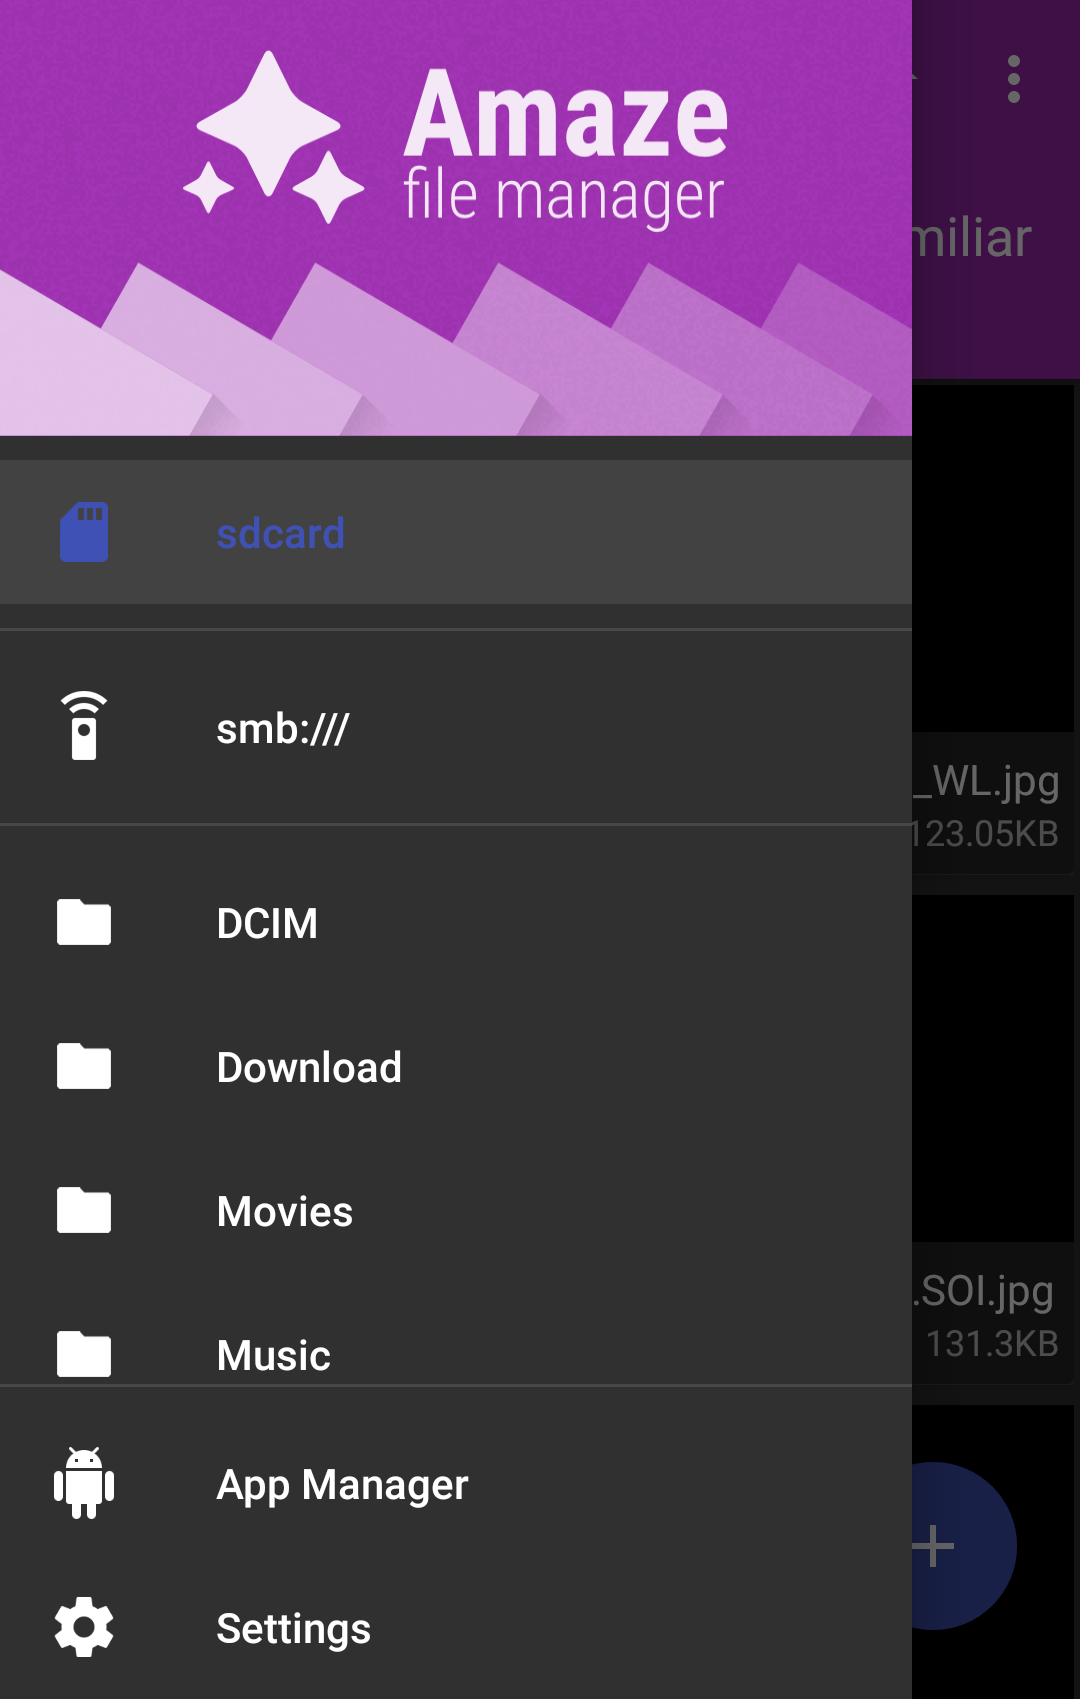 Amaze
file manager
miliar
sdcard
smb:///
_WL.jpg
123.05KB
DCIM
Download
Movies
.SOI.jpg
131.3KB
Music
App Manager
Settings